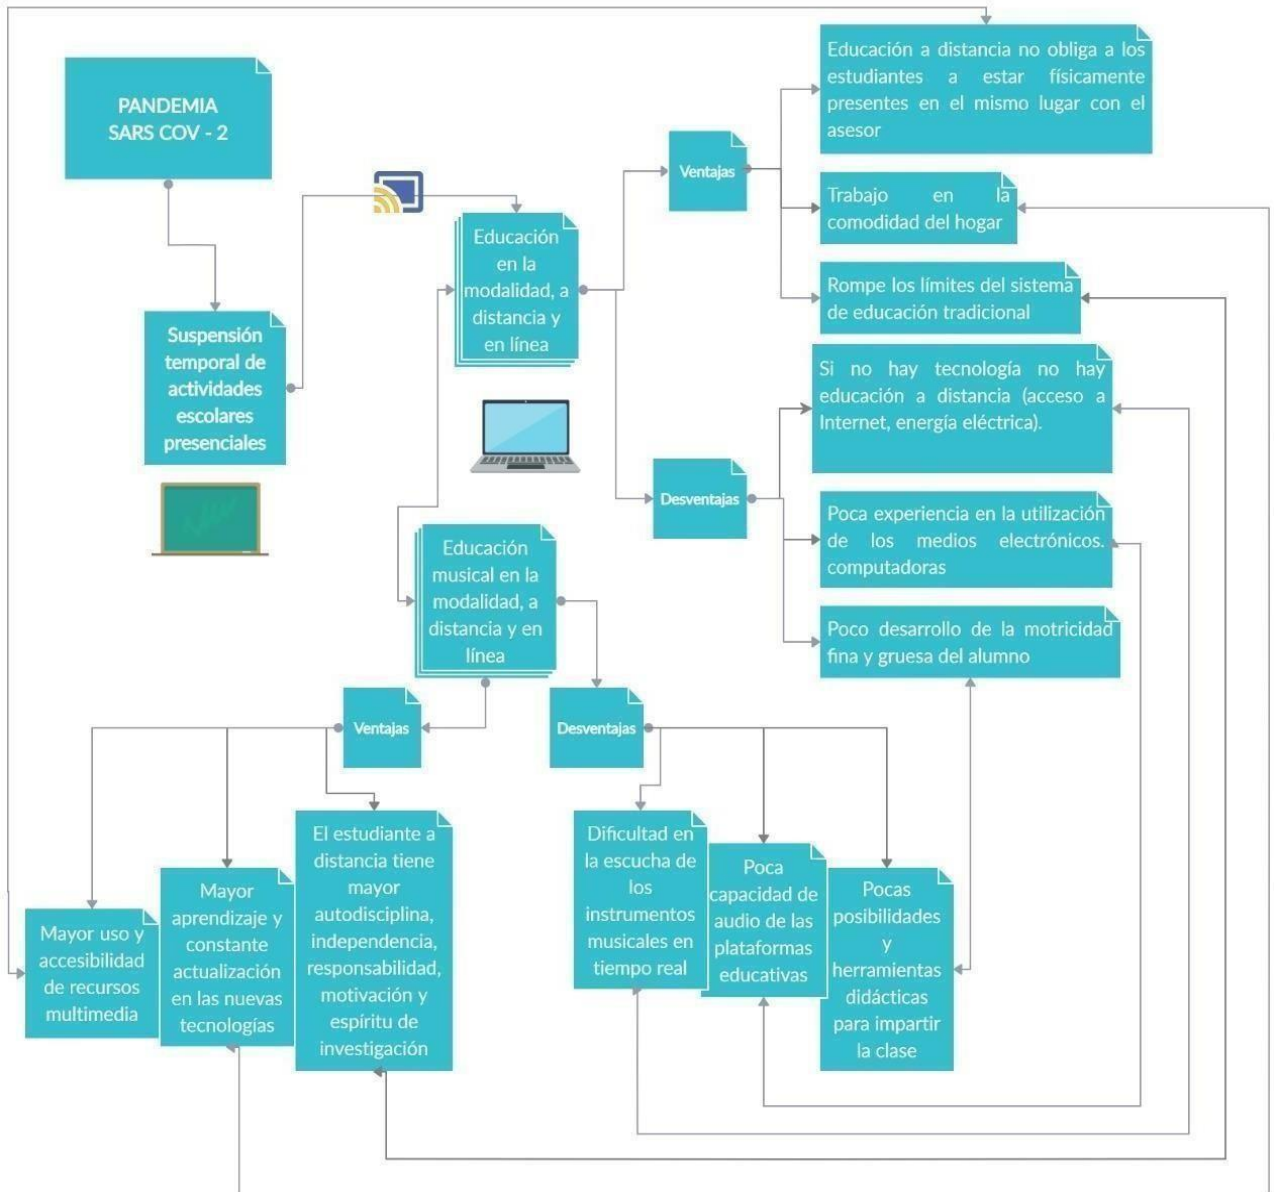 PANDEMIA
SARS COV - 2
Suspensión
temporal de
actividades
escolares
presenciales
Educación
en la
modalidad, a
distancia y
en línea
Ventajas
Educación a distancia no obliga a los
estudiantes a estar físicamente
presentes en el mismo lugar con el
asesor
Trabajo en la
comodidad del hogar
Rompe los límites del sistema
de educación tradicional
Desventajas
Si no hay tecnología no hay
educación a distancia (acceso a
Internet, energía eléctrica).
Poca experiencia en la utilización
de los medios electrónicos.
computadoras
Poco desarrollo de la motricidad
fina y gruesa del alumno
Educación
musical en la
modalidad, a
distancia y en
línea
Ventajas
Mayor uso y
accesibilidad
de recursos
multimedia
Mayor
aprendizaje y
constante
actualización
en las nuevas
tecnologías
El estudiante a
distancia tiene
mayor
autodisciplina,
independencia,
responsabilidad,
motivación y
espíritu de
investigación
Desventajas
Dificultad en
la escucha de
los
instrumentos
musicales en
tiempo real
Poca
capacidad de
audio de las
plataformas
educativas
Pocas
posibilidades
y
herramientas
didácticas
para impartir
la clase